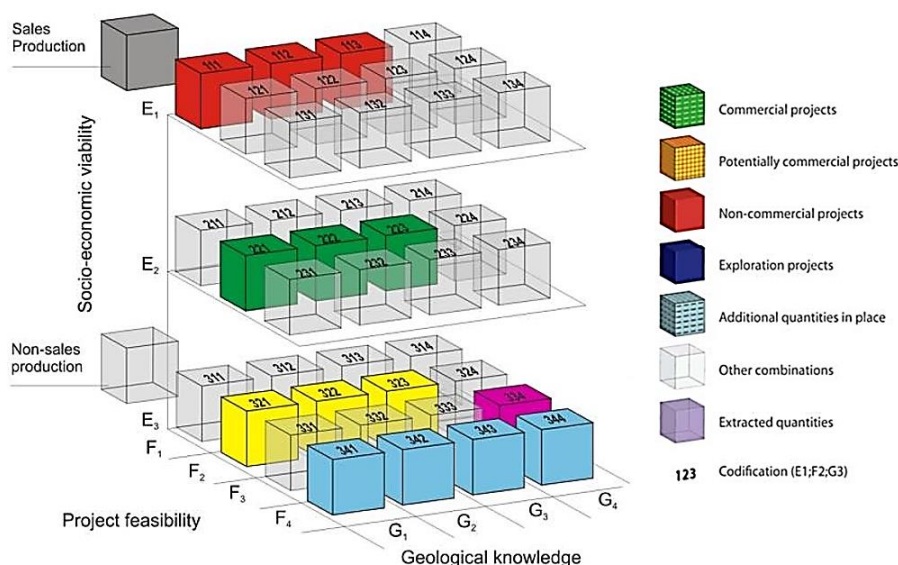 Sales
Production
111
112
113
114
121
122
123
124
131
132
133
134
E1
Socio-economic viability
211
212
213
214
221
222
223
224
231
232
233
234
E2
Non-sales
production
311
312
313
314
321
322
323
324
331
332
333
334
341
342
343
344
E3
F1
F2
F3
F4
Project feasibility
G1
G2
G3
G4
Geological knowledge
Commercial projects
Potentially commercial projects
Non-commercial projects
Exploration projects
Additional quantities in place
Other combinations
Extracted quantities
123 Codification (E1;F2;G3)